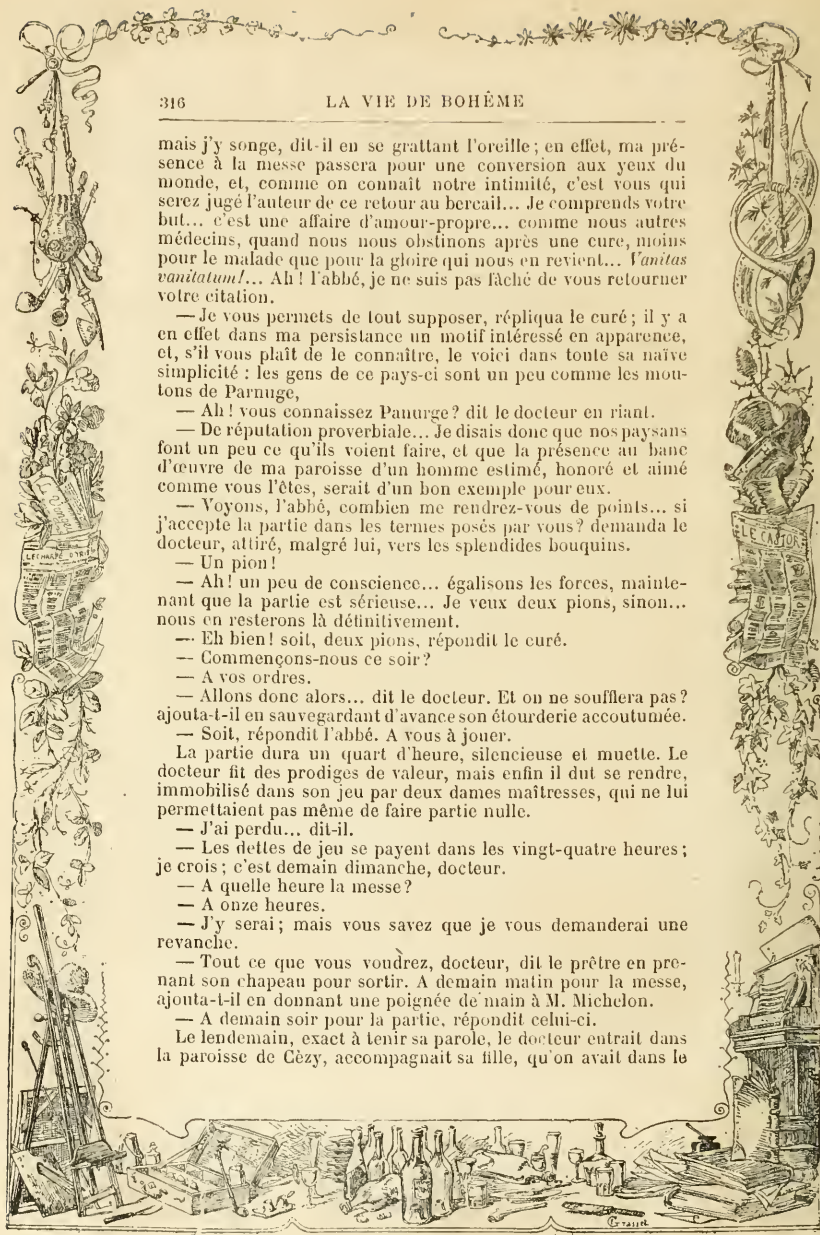 316 LA VIE DE BOHÊME
mais j'y songe, dit-il en se grattant l'oreille ; en effet, ma pré-
sence à la messe passera pour une conversion aux yeux du
monde, et, comme on connaît notre intimité, c'est vous qui
serez jugé l'auteur de ce retour au bercail... Je comprends votre
but... c'est une affaire d'amour-propre... comme nous autres
médecins, quand nous nous obstinons après une cure, moins
pour le malade que pour la gloire qui nous en revient... Vanitas
vanitatum!... Ah ! l'abbé, je ne suis pas fâché de vous retourner
votre citation.
— Je vous permets de tout supposer, répliqua le curé ; il y a
en effet dans ma persistance un motif intéressé en apparence,
et, s'il vous plaît de le connaître, le voici dans toute sa naïve
simplicité : les gens de ce pays-ci sont un peu comme les mou-
tons de Parnuge,
— Ah ! vous connaissez Panurge ? dit le docteur en riant.
— De réputation proverbiale... Je disais donc que nos paysans
font un peu ce qu'ils voient faire, et que la présence au banc
d'œuvre de ma paroisse d'un homme estimé, honoré et aimé
comme vous l'êtes, serait d'un bon exemple pour eux.
— Voyons, l'abbé, combien me rendrez-vous de points... si
j'accepte la partie dans les termes posés par vous ? demanda le
docteur, attiré, malgré lui, vers les splendides bouquins.
— Un pion !
— Ah ! un peu de conscience... égalisons les forces, mainte-
nant que la partie est sérieuse... Je veux deux pions, sinon...
nous en resterons là définitivement.
— Eh bien ! soit, deux pions, répondit le curé.
— Commençons-nous ce soir ?
— A vos ordres.
— Allons donc alors... dit le docteur. Et on ne soufflera pas ?
ajouta-t-il en sauvegardant d'avance son étourderie accoutumée.
— Soit, répondit l'abbé. A vous à jouer.
La partie dura un quart d'heure, silencieuse et muette. Le
docteur fit des prodiges de valeur, mais enfin il dut se rendre,
immobilisé dans son jeu par deux dames maîtresses, qui ne lui
permettaient pas même de faire partie nulle.
— J'ai perdu... dit-il.
— Les dettes de jeu se payent dans les vingt-quatre heures ;
je crois ; c'est demain dimanche, docteur.
— A quelle heure la messe ?
— A onze heures.
— J'y serai ; mais vous savez que je vous demanderai une
revanche.
— Tout ce que vous voudrez, docteur, dit le prêtre en pre-
nant son chapeau pour sortir. A demain matin pour la messe,
ajouta-t-il en donnant une poignée de main à M. Michelon.
— A demain soir pour la partie, répondit celui-ci.
Le lendemain, exact à tenir sa parole, le docteur entrait dans
la paroisse de Cèzy, accompagnait sa fille, qu'on avait dans le
LE CASTOR
Grasset